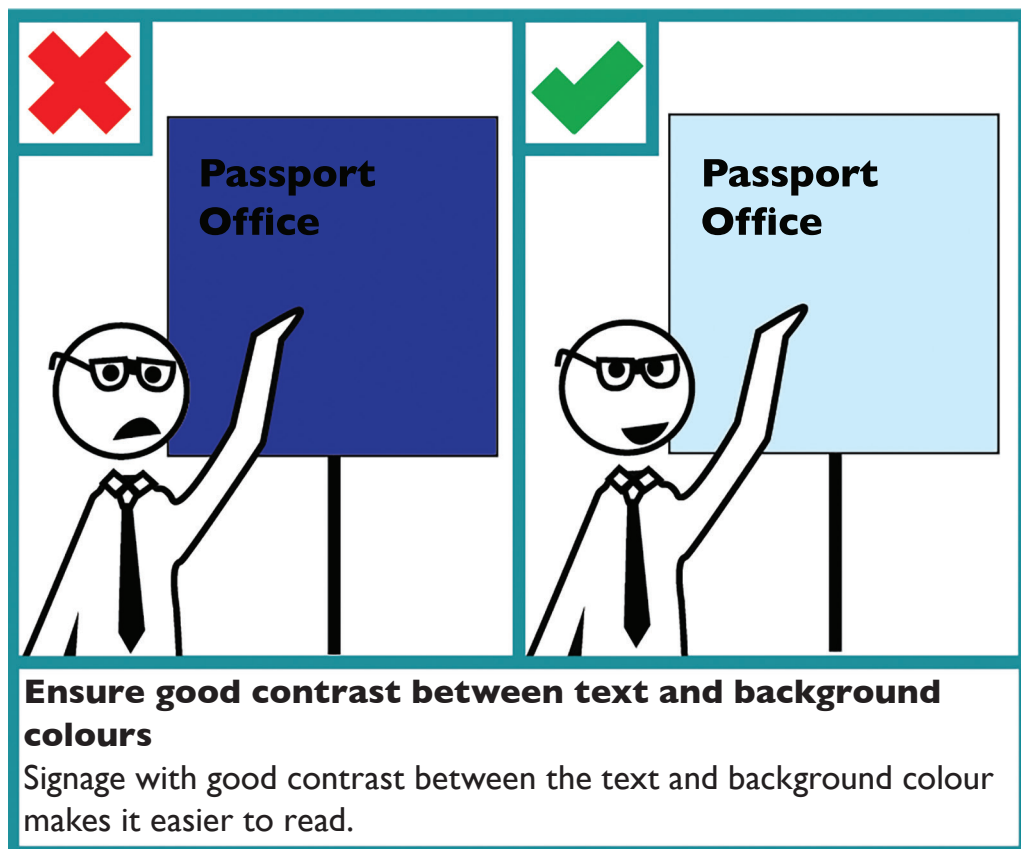 Passport
Office
Passport
Office
Ensure good contrast between text and background
colours
Signage with good contrast between the text and background colour
makes it easier to read.